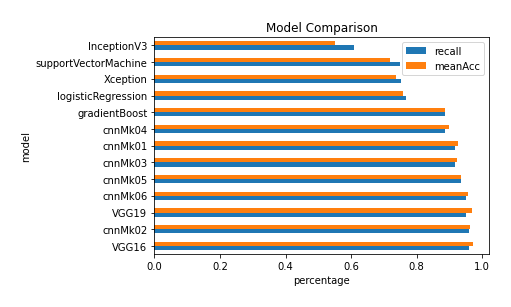 Model Comparison
InceptionV3
supportVectorMachine
Xception
logisticRegression
gradientBoost
cnnMk04
cnnMk01
cnnMk03
cnnMk05
cnnMk06
VGG19
cnnMk02
VGG16
model
recall
meanAcc
0.0 0.2 0.4 0.6 0.8 1.0
percentage